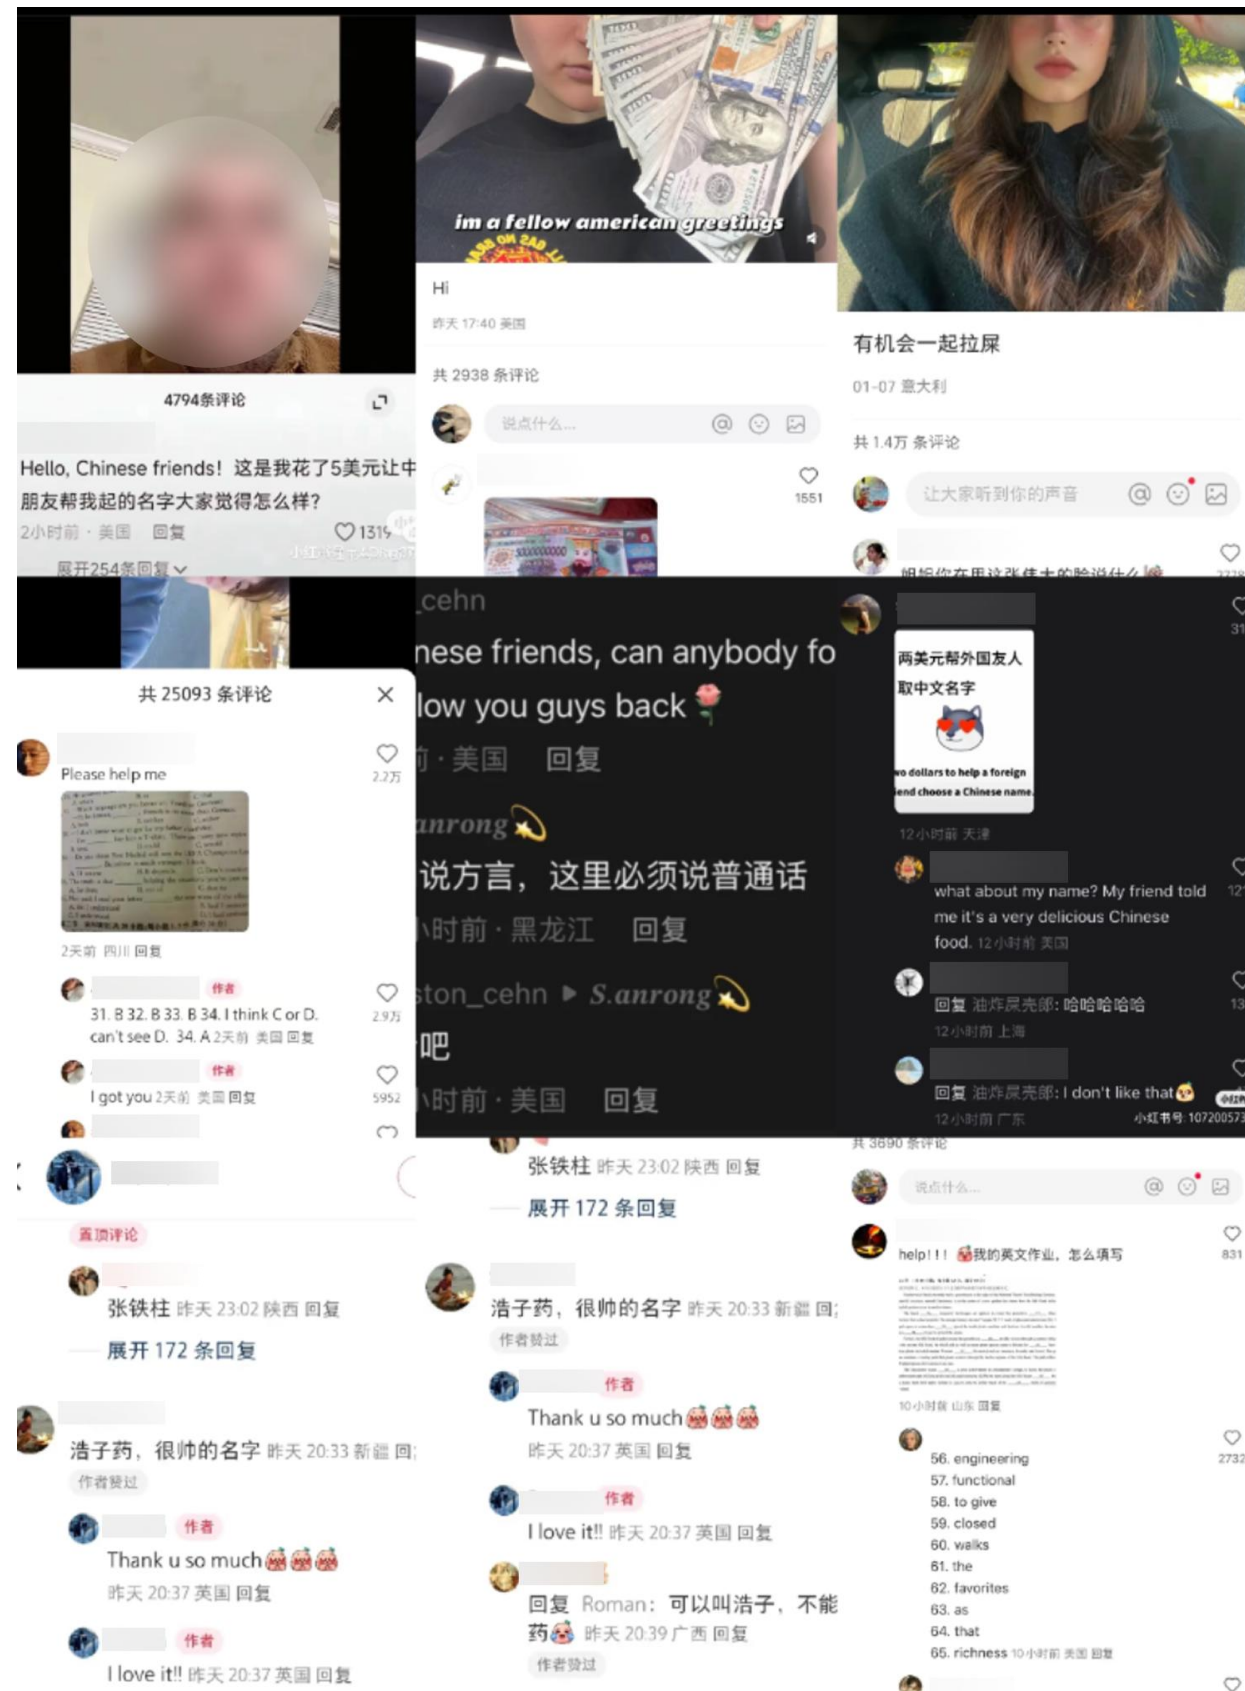 im a fellow american greetings
Hi
昨天 17:40 英国
共 2938 条评论
说点什么...
1551
有机会一起拉屎
01-07 意大利
共 1.4万 条评论
让大家听到你的声音
4794条评论
Hello, Chinese friends！这是我花了5美元让中
朋友帮我起的名字大家觉得怎么样?
2小时前 · 美国 回复
1319
展开254条回复
共 25093 条评论
Please help me
2.2万
2天前 四川 回复
作者
31. B 32. B 33. B 34. I think C or D.
can't see D. 34. A 2天前 美国 回复
2.9万
作者
I got you 2天前 美国 回复
5952
_cehn
nese friends, can anybody fo
low you guys back
前 · 美国 回复
anrong
说方言，这里必须说普通话
小时前 · 黑龙江 回复
ston_cehn ▶ S.anrong
吧
小时前 · 美国 回复
31
两美元帮外国友人
取中文名字
wo dollars to help a foreign
iend choose a Chinese name.
12小时前 天津
what about my name? My friend told
me it's a very delicious Chinese
food. 12小时前 美国
回复 油炸屎壳郎: 哈哈哈哈哈
12小时前 上海
回复 油炸屎壳郎: I don't like that
12小时前 广东
小红书号: 107200573
置顶评论
张铁柱 昨天 23:02 陕西 回复
展开 172 条回复
浩子药，很帅的名字 昨天 20:33 新疆 回
作者赞过
作者
Thank u so much
昨天 20:37 英国 回复
作者
I love it!! 昨天 20:37 英国 回复
张铁柱 昨天 23:02 陕西 回复
展开 172 条回复
浩子药，很帅的名字 昨天 20:33 新疆 回
作者赞过
作者
Thank u so much
昨天 20:37 英国 回复
作者
I love it!! 昨天 20:37 英国 回复
回复 Roman: 可以叫浩子，不能
药 昨天 20:39 广西 回复
作者赞过
共 3690 条评论
说点什么...
help!!! 我的英文作业，怎么填写
831
10小时前 山东 回复
56. engineering
2732
57. functional
58. to give
59. closed
60. walks
61. the
62. favorites
63. as
64. that
65. richness 10小时前 美国 回复